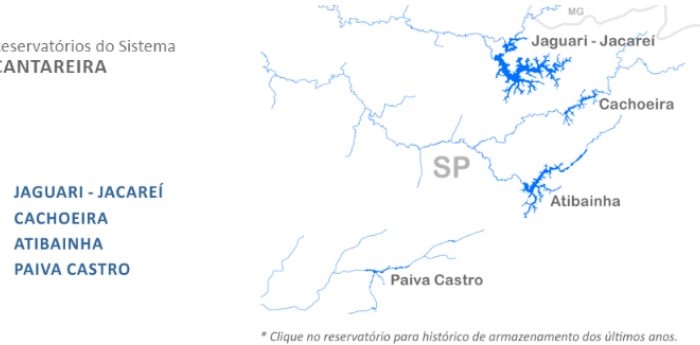 eservatórios do Sistema
CANTAREIRA
JAGUARI - JACAREÍ
CACHOEIRA
ATIBAINHA
PAIVA CASTRO
MG
Jaguari - Jacareí
Cachoeira
SP
Atibainha
Paiva Castro
* Clique no reservatório para histórico de armazenamento dos últimos anos.